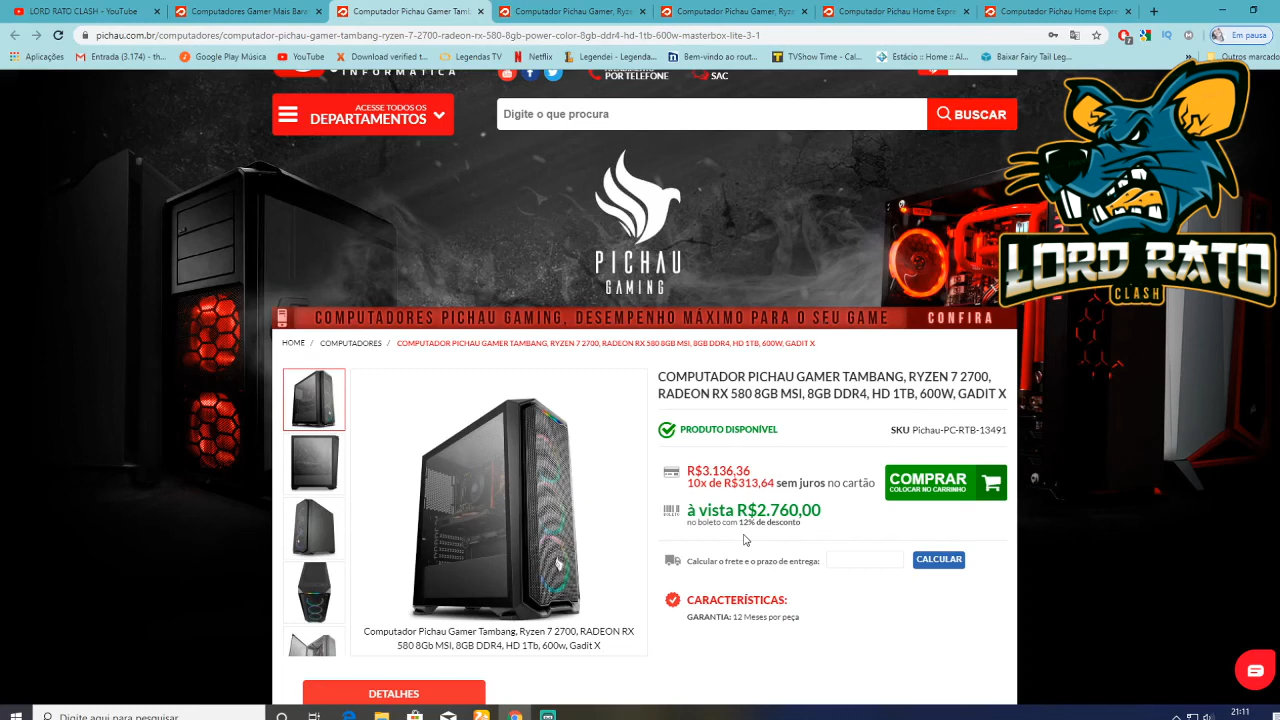 LORD RATO CLASH - YouTube
Computadores Gamer Mais Bara
Computador Pichau Gamer Tamb
Computador Pichau Gamer, Ryze
Computador Pichau Gamer, Ryze
Computador Pichau Home Expre
Computador Pichau Home Expre
pichau.com.br/computadores/computador-pichau-gamer-tambang-ryzen-7-2700-radeon-rx-580-8gb-power-color-8gb-ddr4-hd-1tb-600w-masterbox-lite-3-1
Em pausa
Aplicações
Entrada (3.174) - th...
Google Play Música
YouTube
Download verified t...
Legendas TV
Netflix
Legendei - Legenda...
Bem-vindo ao rout...
TVShow Time - Cal...
Estácio :: Home :: Al...
Baixar Fairy Tail Leg...
Outros marcado
INFORMÁTICA
POR TELEFONE
SAC
ACESSE TODOS OS
DEPARTAMENTOS
Digite o que procura
BUSCAR
PICHAU
GAMING
LORD RATO
CLASH
COMPUTADORES PICHAU GAMING, DESEMPENHO MÁXIMO PARA O SEU GAME
CONFIRA
HOME / COMPUTADORES / COMPUTADOR PICHAU GAMER TAMBANG, RYZEN 7 2700, RADEON RX 580 8GB MSI, 8GB DDR4, HD 1TB, 600W, GADIT X
COMPUTADOR PICHAU GAMER TAMBANG, RYZEN 7 2700,
RADEON RX 580 8GB MSI, 8GB DDR4, HD 1TB, 600W, GADIT X
PRODUTO DISPONÍVEL
SKU Pichau-PC-RTB-13491
R$3.136,36
10x de R$313,64 sem juros no cartão
COMPRAR
COLOCAR NO CARRINHO
BOLETO
à vista R$2.760,00
no boleto com 12% de desconto
Calcular o frete e o prazo de entrega:
CALCULAR
CARACTERÍSTICAS:
GARANTIA: 12 Meses por peça
Computador Pichau Gamer Tambang, Ryzen 7 2700, RADEON RX
580 8Gb MSI, 8GB DDR4, HD 1Tb, 600w, Gadit X
DETALHES
Digite aqui para pesquisar
21:11